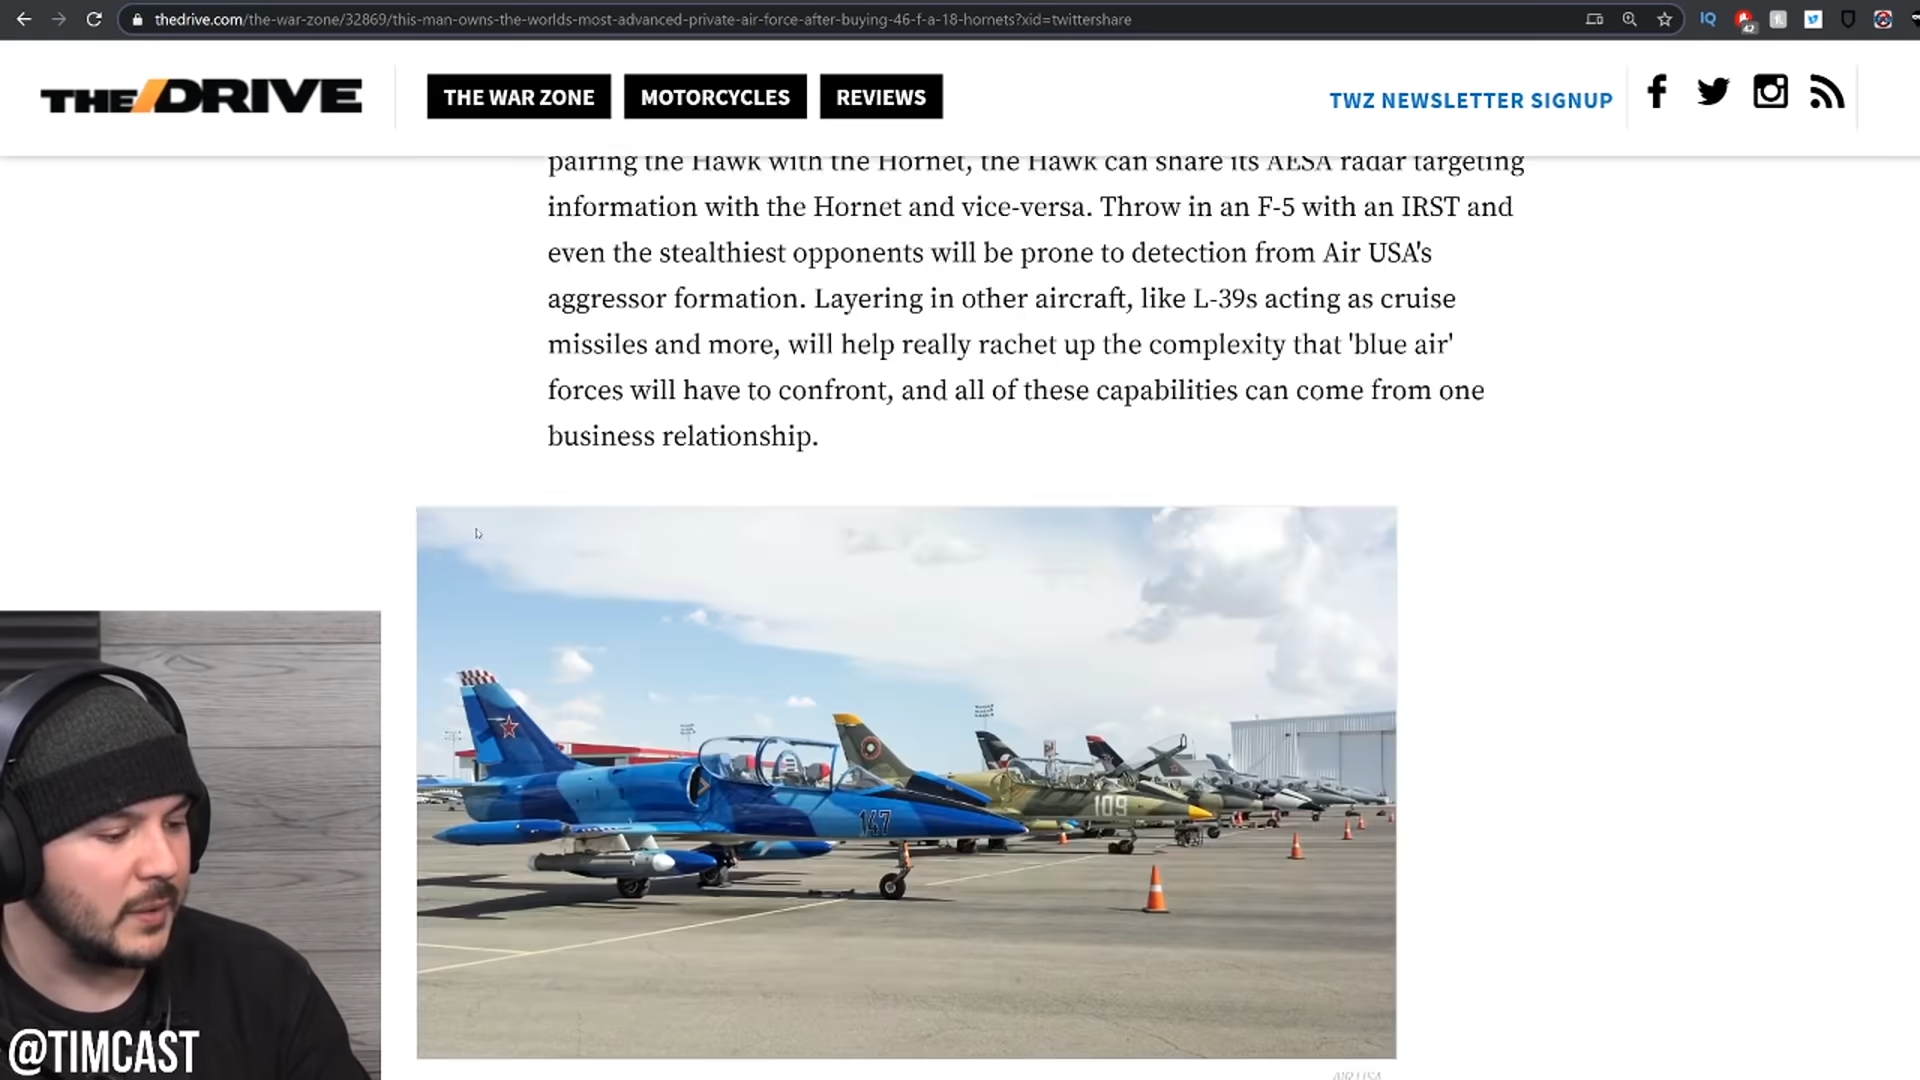 thedrive.com/the-war-zone/32869/this-man-owns-the-worlds-most-advanced-private-air-force-after-buying-46-f-a-18-hornets?xid=twittershare
IQ
42
THE/DRIVE
THE WAR ZONE
MOTORCYCLES
REVIEWS
TWZ NEWSLETTER SIGNUP
pairing the Hawk with the Hornet, the Hawk can share its AESA radar targeting
information with the Hornet and vice-versa. Throw in an F-5 with an IRST and
even the stealthiest opponents will be prone to detection from Air USA's
aggressor formation. Layering in other aircraft, like L-39s acting as cruise
missiles and more, will help really rachet up the complexity that 'blue air'
forces will have to confront, and all of these capabilities can come from one
business relationship.
147
109
AIR USA
@TIMCAST